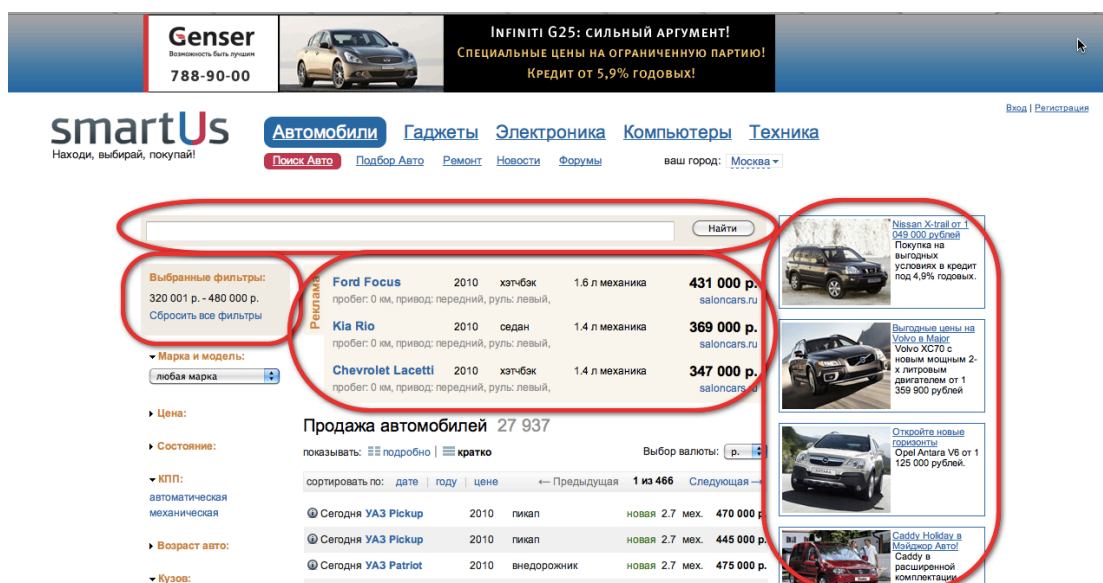 Genser
Возможность быть лучшим
788-90-00
Infiniti G25: сильный аргумент!
Специальные цены на ограниченную партию!
Кредит от 5,9% годовых!
Вход | Регистрация
smartUs
Находи, выбирай, покупай!
Автомобили Гаджеты Электроника Компьютеры Техника
Поиск Авто Подбор Авто Ремонт Новости Форумы ваш город: Москва
Найти
Выбранные фильтры:
320 001 р. - 480 000 р.
Сбросить все фильтры
Марка и модель:
любая марка
Цена:
Состояние:
КПП:
автоматическая
механическая
Возраст авто:
Кузов:
Реклама
Ford Focus 2010 хэтчбэк 1.6 л механика 431 000 р.
пробег: 0 км, привод: передний, руль: левый, saloncars.ru
Kia Rio 2010 седан 1.4 л механика 369 000 р.
пробег: 0 км, привод: передний, руль: левый, saloncars.ru
Chevrolet Lacetti 2010 хэтчбэк 1.4 л механика 347 000 р.
пробег: 0 км, привод: передний, руль: левый, saloncars.ru
Продажа автомобилей 27 937
показывать: подробно | кратко Выбор валюты: р.
сортировать по: дате | году | цене ← Предыдущая 1 из 466 Следующая →
Сегодня УАЗ Pickup 2010 пикап новая 2.7 мех. 470 000 р.
Сегодня УАЗ Pickup 2010 пикап новая 2.7 мех. 445 000 р.
Сегодня УАЗ Patriot 2010 внедорожник новая 2.7 мех. 475 000 р.
Nissan X-trail от 1
049 000 рублей
Покупка на
выгодных
условиях в кредит
под 4,9% годовых.
Выгодные цены на
Volvo в Major
Volvo XC70 с
новым мощным 2-
х литровым
двигателем от 1
359 900 рублей
Откройте новые
горизонты
Opel Antara V6 от 1
125 000 рублей.
Caddy Holiday в
Мэйджор Авто!
Caddy в
расширенной
комплектации